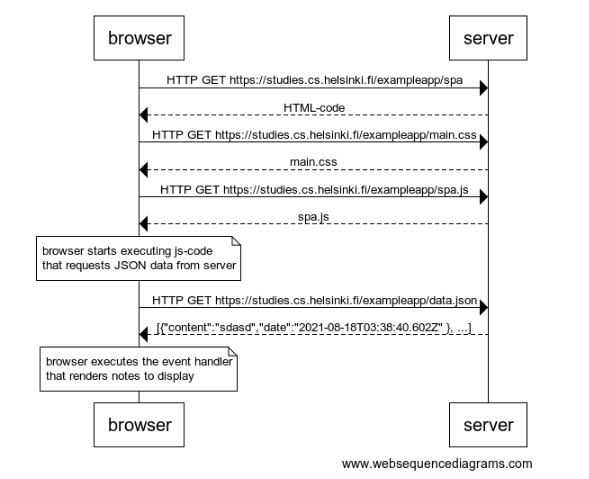 browser
server
HTTP GET https://studies.cs.helsinki.fi/exampleapp/spa
HTML-code
HTTP GET https://studies.cs.helsinki.fi/exampleapp/main.css
main.css
HTTP GET https://studies.cs.helsinki.fi/exampleapp/spa.js
spa.js
browser starts executing js-code
that requests JSON data from server
HTTP GET https://studies.cs.helsinki.fi/exampleapp/data.json
[{"content":"sdasd","date":"2021-08-18T03:38:40.602Z" }, ...]
browser executes the event handler
that renders notes to display
browser
server
www.websequencediagrams.com